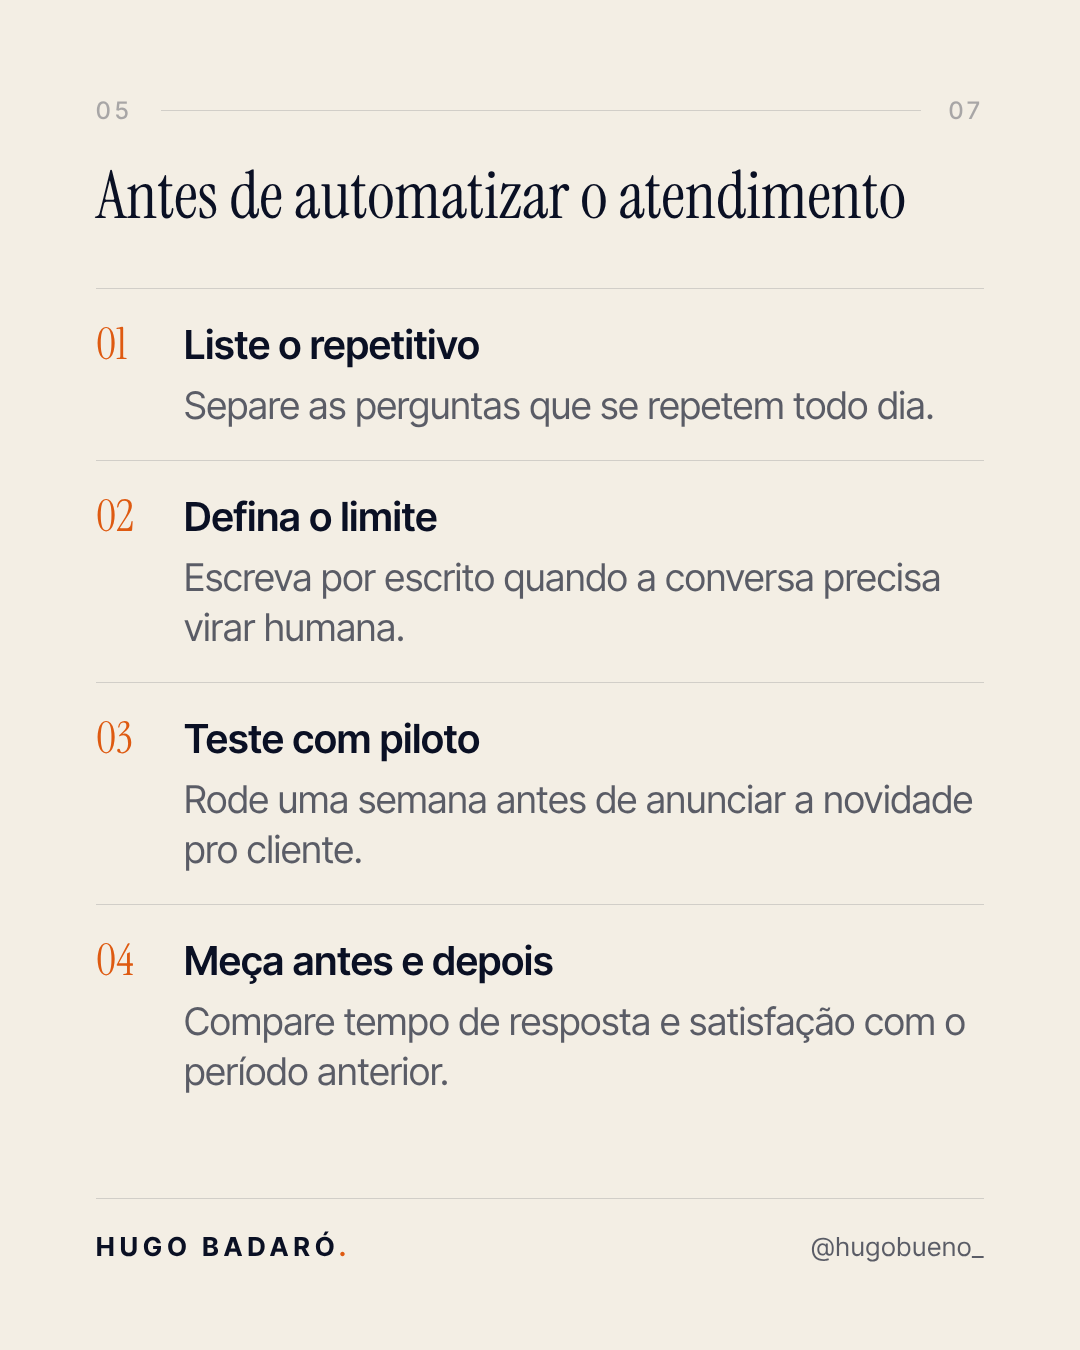 05 07
Antes de automatizar o atendimento
01 Liste o repetitivo
Separe as perguntas que se repetem todo dia.
02 Defina o limite
Escreva por escrito quando a conversa precisa
virar humana.
03 Teste com piloto
Rode uma semana antes de anunciar a novidade
pro cliente.
04 Meça antes e depois
Compare tempo de resposta e satisfação com o
período anterior.
HUGO BADARÓ. @hugobueno_